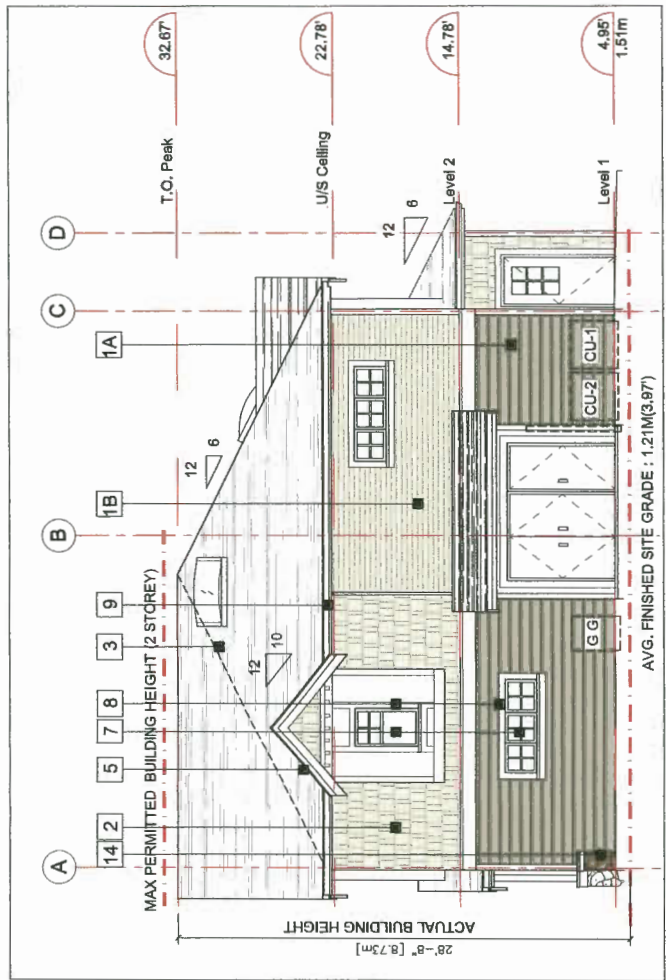 A
B
C
D
14
2
5
7
8
3
9
1B
1A
MAX PERMITTED BUILDING HEIGHT (2 STOREY)
T.O. Peak
32.67'
U/S Ceiling
22.78'
Level 2
14.78'
Level 1
4.95'
1.51m
12
10
12
6
12
6
G G
CU-2
CU-1
AVG. FINISHED SITE GRADE : 1.21M(3.97')
ACTUAL BUILDING HEIGHT
28'-8" [8.73m]